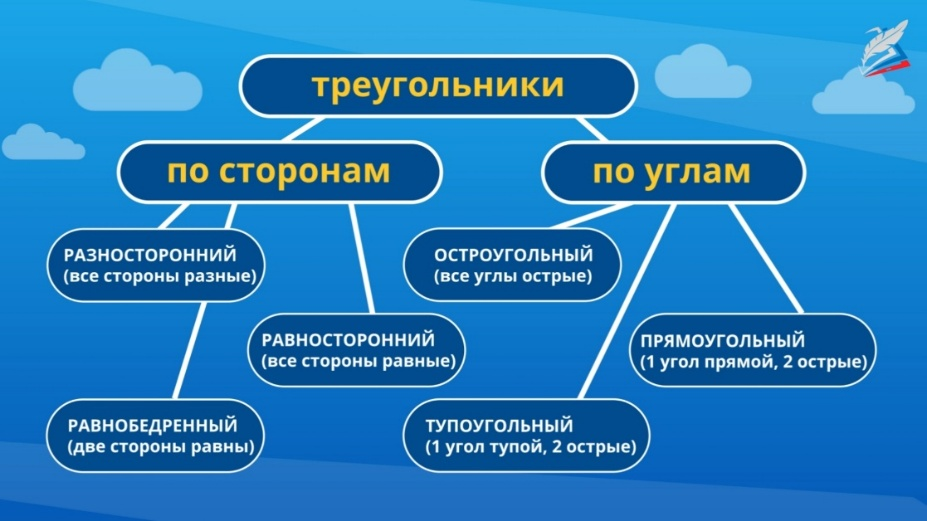 треугольники
по сторонам
по углам
РАЗНОСТОРОННИЙ
(все стороны разные)
ОСТРОУГОЛЬНЫЙ
(все углы острые)
РАВНОСТОРОННИЙ
(все стороны равные)
ПРЯМОУГОЛЬНЫЙ
(1 угол прямой, 2 острые)
РАВНОБЕДРЕННЫЙ
(две стороны равны)
ТУПОУГОЛЬНЫЙ
(1 угол тупой, 2 острые)